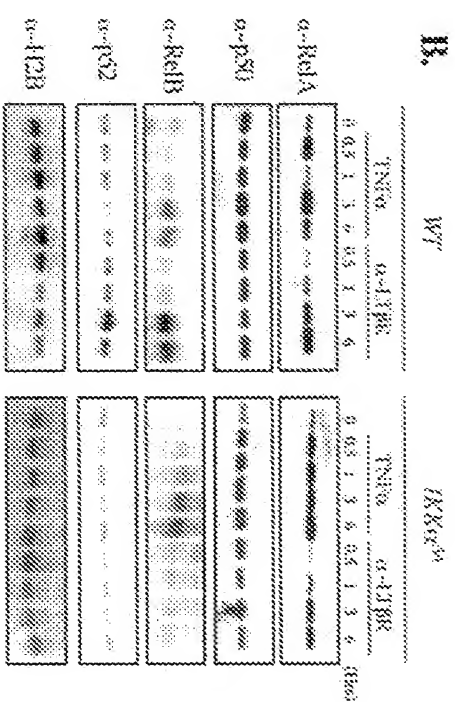 B.
WT IKKα-/-
TNFα α-LTβR TNFα α-LTβR
0 0.5 1 3 6 0.5 1 3 6 0 0.5 1 3 6 0.5 1 3 6 (Hrs)
α-RelA
α-p50
α-RelB
α-p52
α-H2B